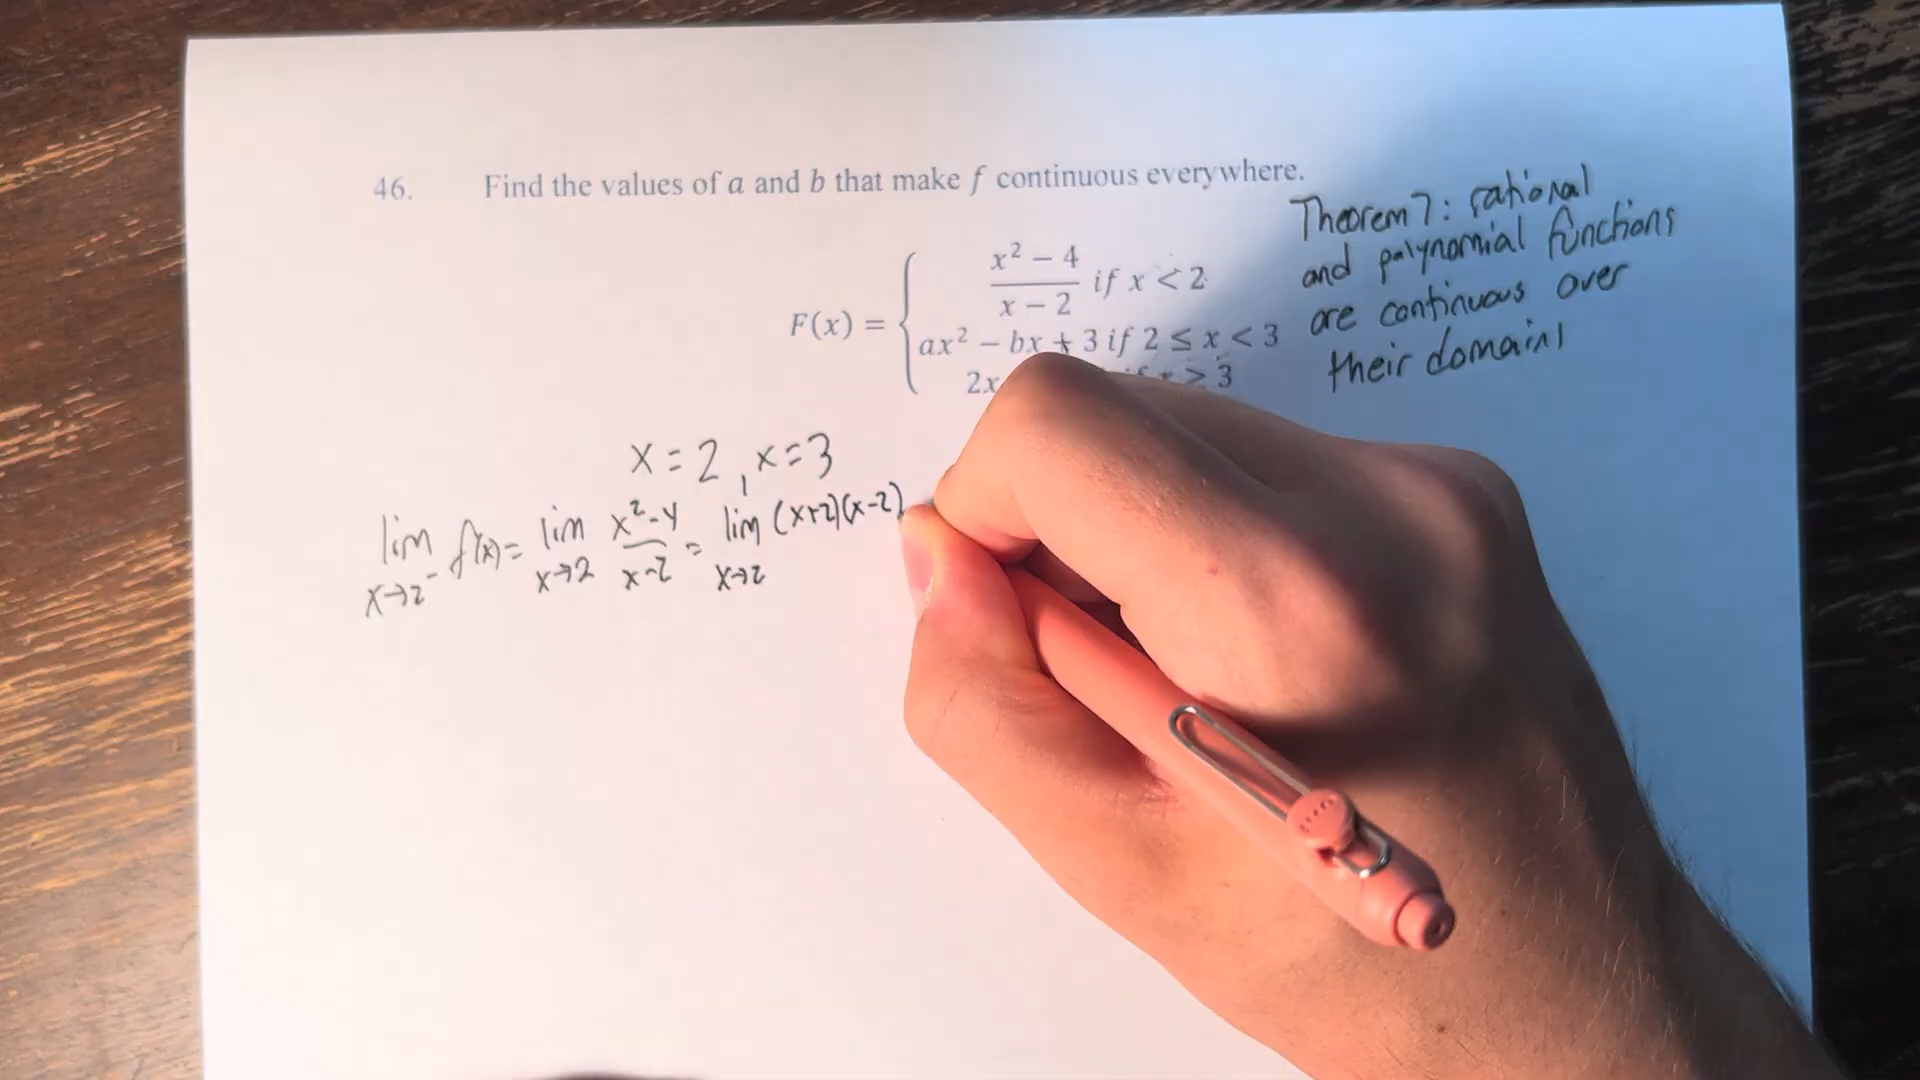 46. Find the values of a and b that make f continuous everywhere.
Theorem 7: rational
and polynomial functions
are continuous over
their domain!
x² − 4
x − 2
if x < 2
F(x) =
ax² − bx + 3 if 2 ≤ x < 3
2x
≥ 3
x = 2, x = 3
lim x→2⁻ f(x) = lim x→2 x²-4 / x-2 = lim x→2 (x+2)(x-2)